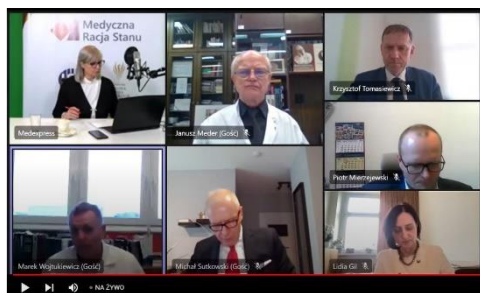 Medyczna
Racja Stanu
Medexpress
Janusz Meder (Gość)
Krzysztof Tomasiewicz
Piotr Mierzejewski
Marek Wojtukiewicz (Gość)
Michał Sutkowski (Gość)
Lidia Gil
NA ŻYWO